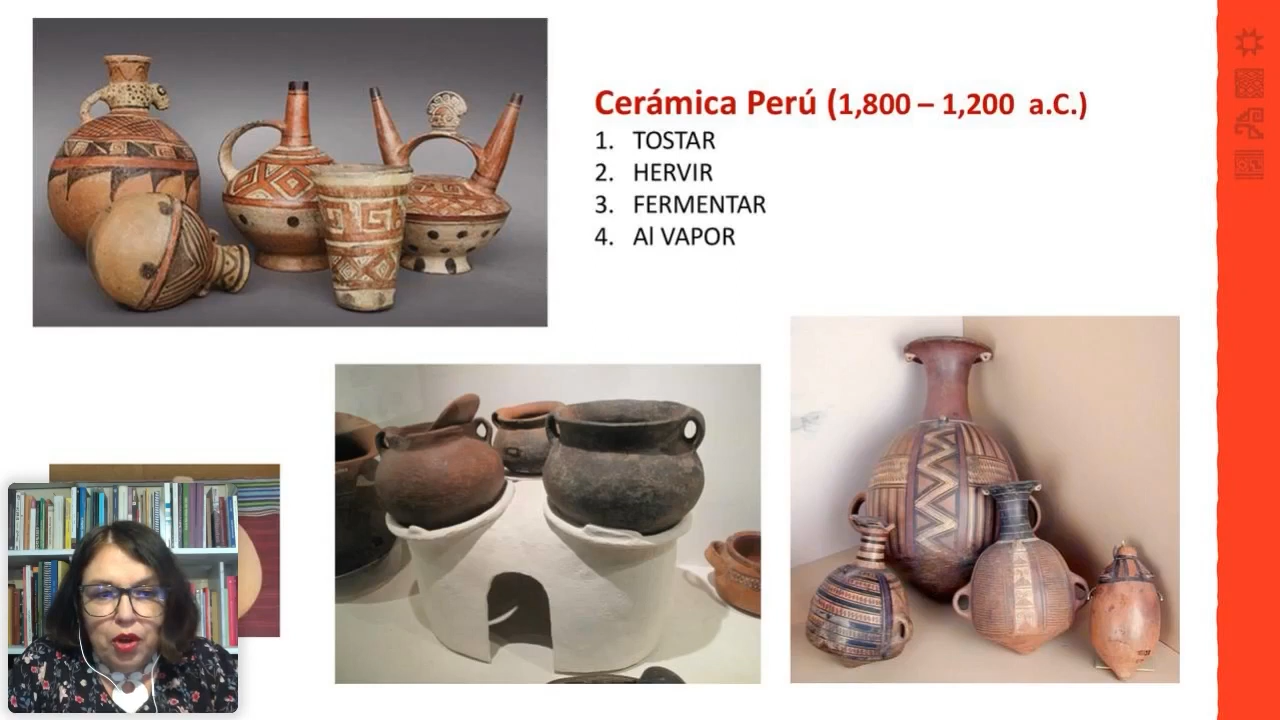 Cerámica Perú (1,800 – 1,200 a.C.)
1. TOSTAR
2. HERVIR
3. FERMENTAR
4. Al VAPOR